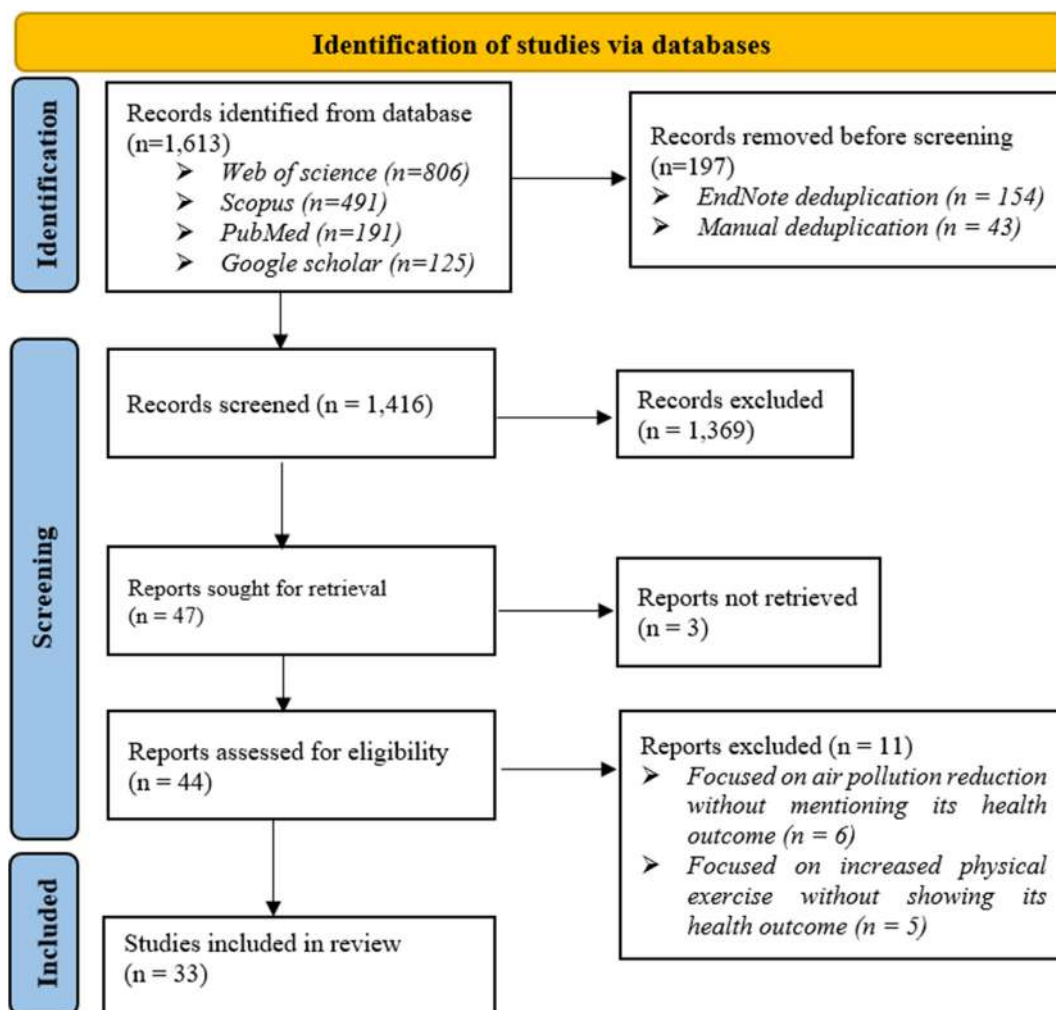 Identification of studies via databases
Identification
Records identified from database
(n=1,613)
➤ Web of science (n=806)
➤ Scopus (n=491)
➤ PubMed (n=191)
➤ Google scholar (n=125)
Records removed before screening
(n=197)
➤ EndNote deduplication (n = 154)
➤ Manual deduplication (n = 43)
Screening
Records screened (n = 1,416)
Records excluded
(n = 1,369)
Reports sought for retrieval
(n = 47)
Reports not retrieved
(n = 3)
Reports assessed for eligibility
(n = 44)
Reports excluded (n = 11)
➤ Focused on air pollution reduction
without mentioning its health
outcome (n = 6)
➤ Focused on increased physical
exercise without showing its
health outcome (n = 5)
Included
Studies included in review
(n = 33)